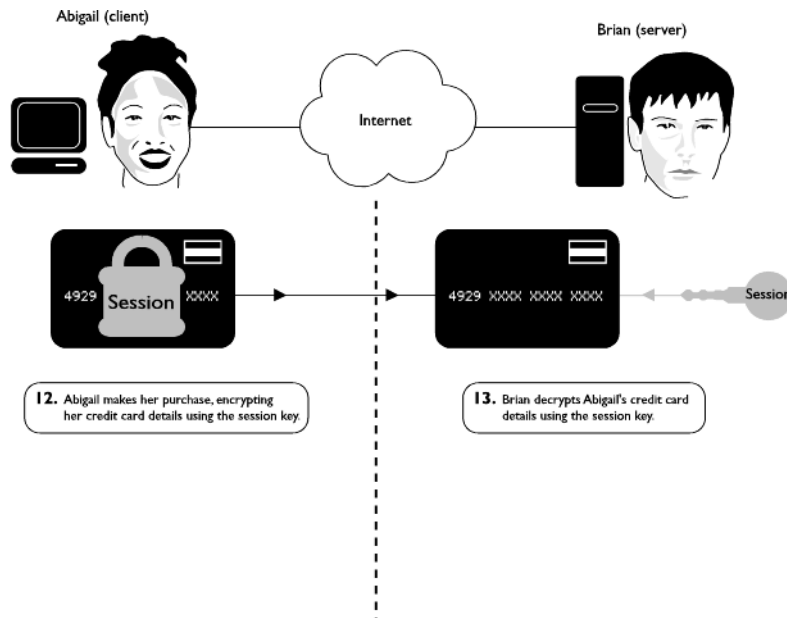 Abigail (client)
Brian (server)
Internet
4929 Session XXXX
4929 XXXX XXXX XXXX
Session
12. Abigail makes her purchase, encrypting
her credit card details using the session key.
13. Brian decrypts Abigail's credit card
details using the session key.